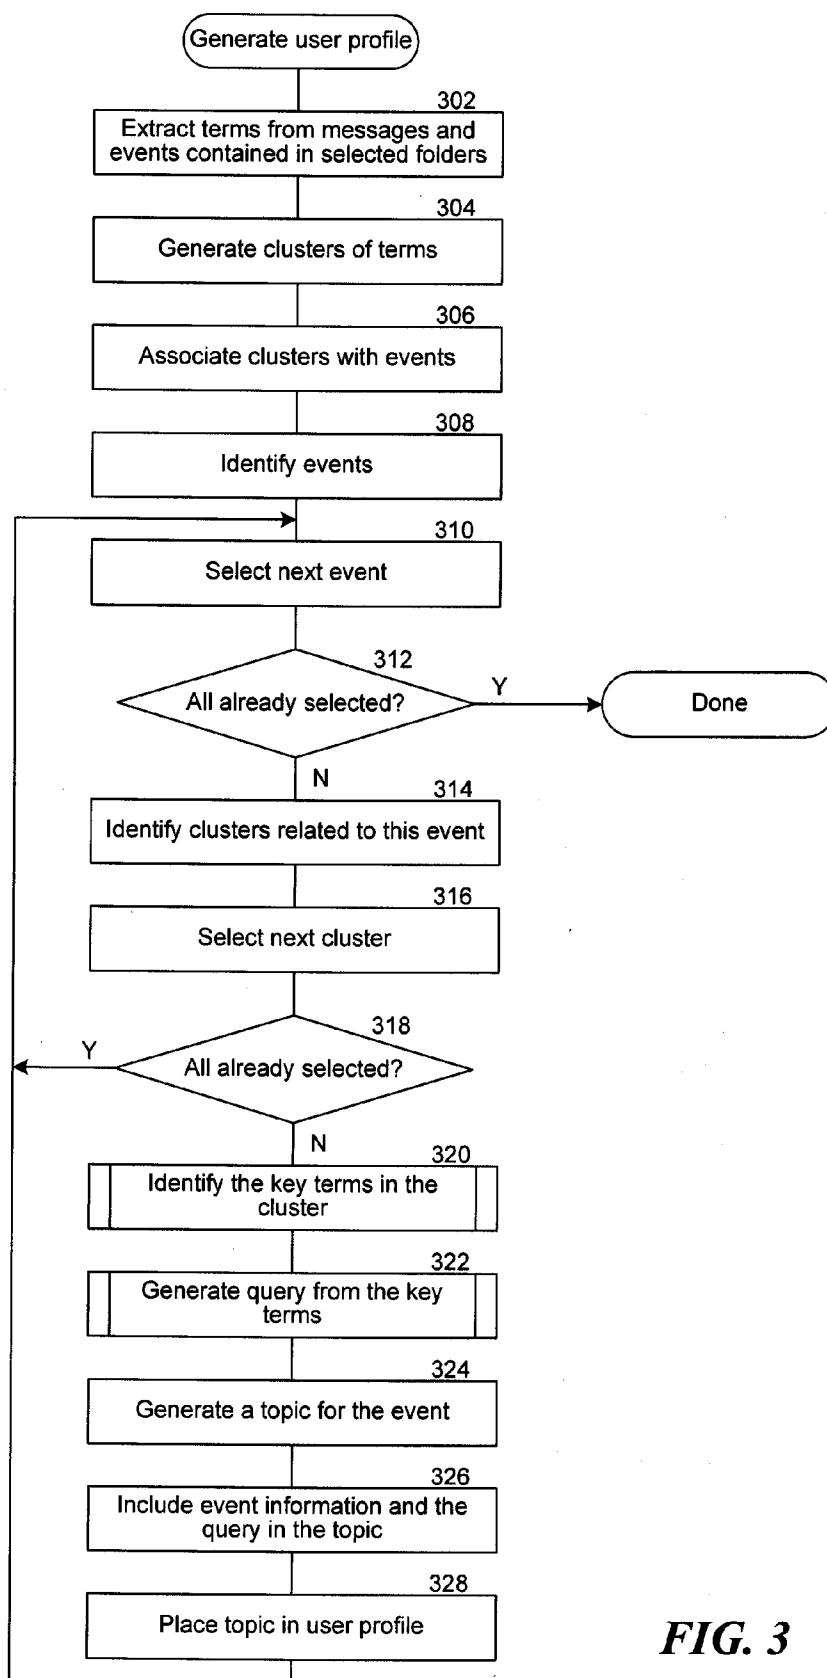 Generate user profile
302
Extract terms from messages and
events contained in selected folders
304
Generate clusters of terms
306
Associate clusters with events
308
Identify events
310
Select next event
312
All already selected?
Y
Done
N
314
Identify clusters related to this event
316
Select next cluster
318
Y
All already selected?
N
320
Identify the key terms in the
cluster
322
Generate query from the key
terms
324
Generate a topic for the event
326
Include event information and the
query in the topic
328
Place topic in user profile
FIG. 3